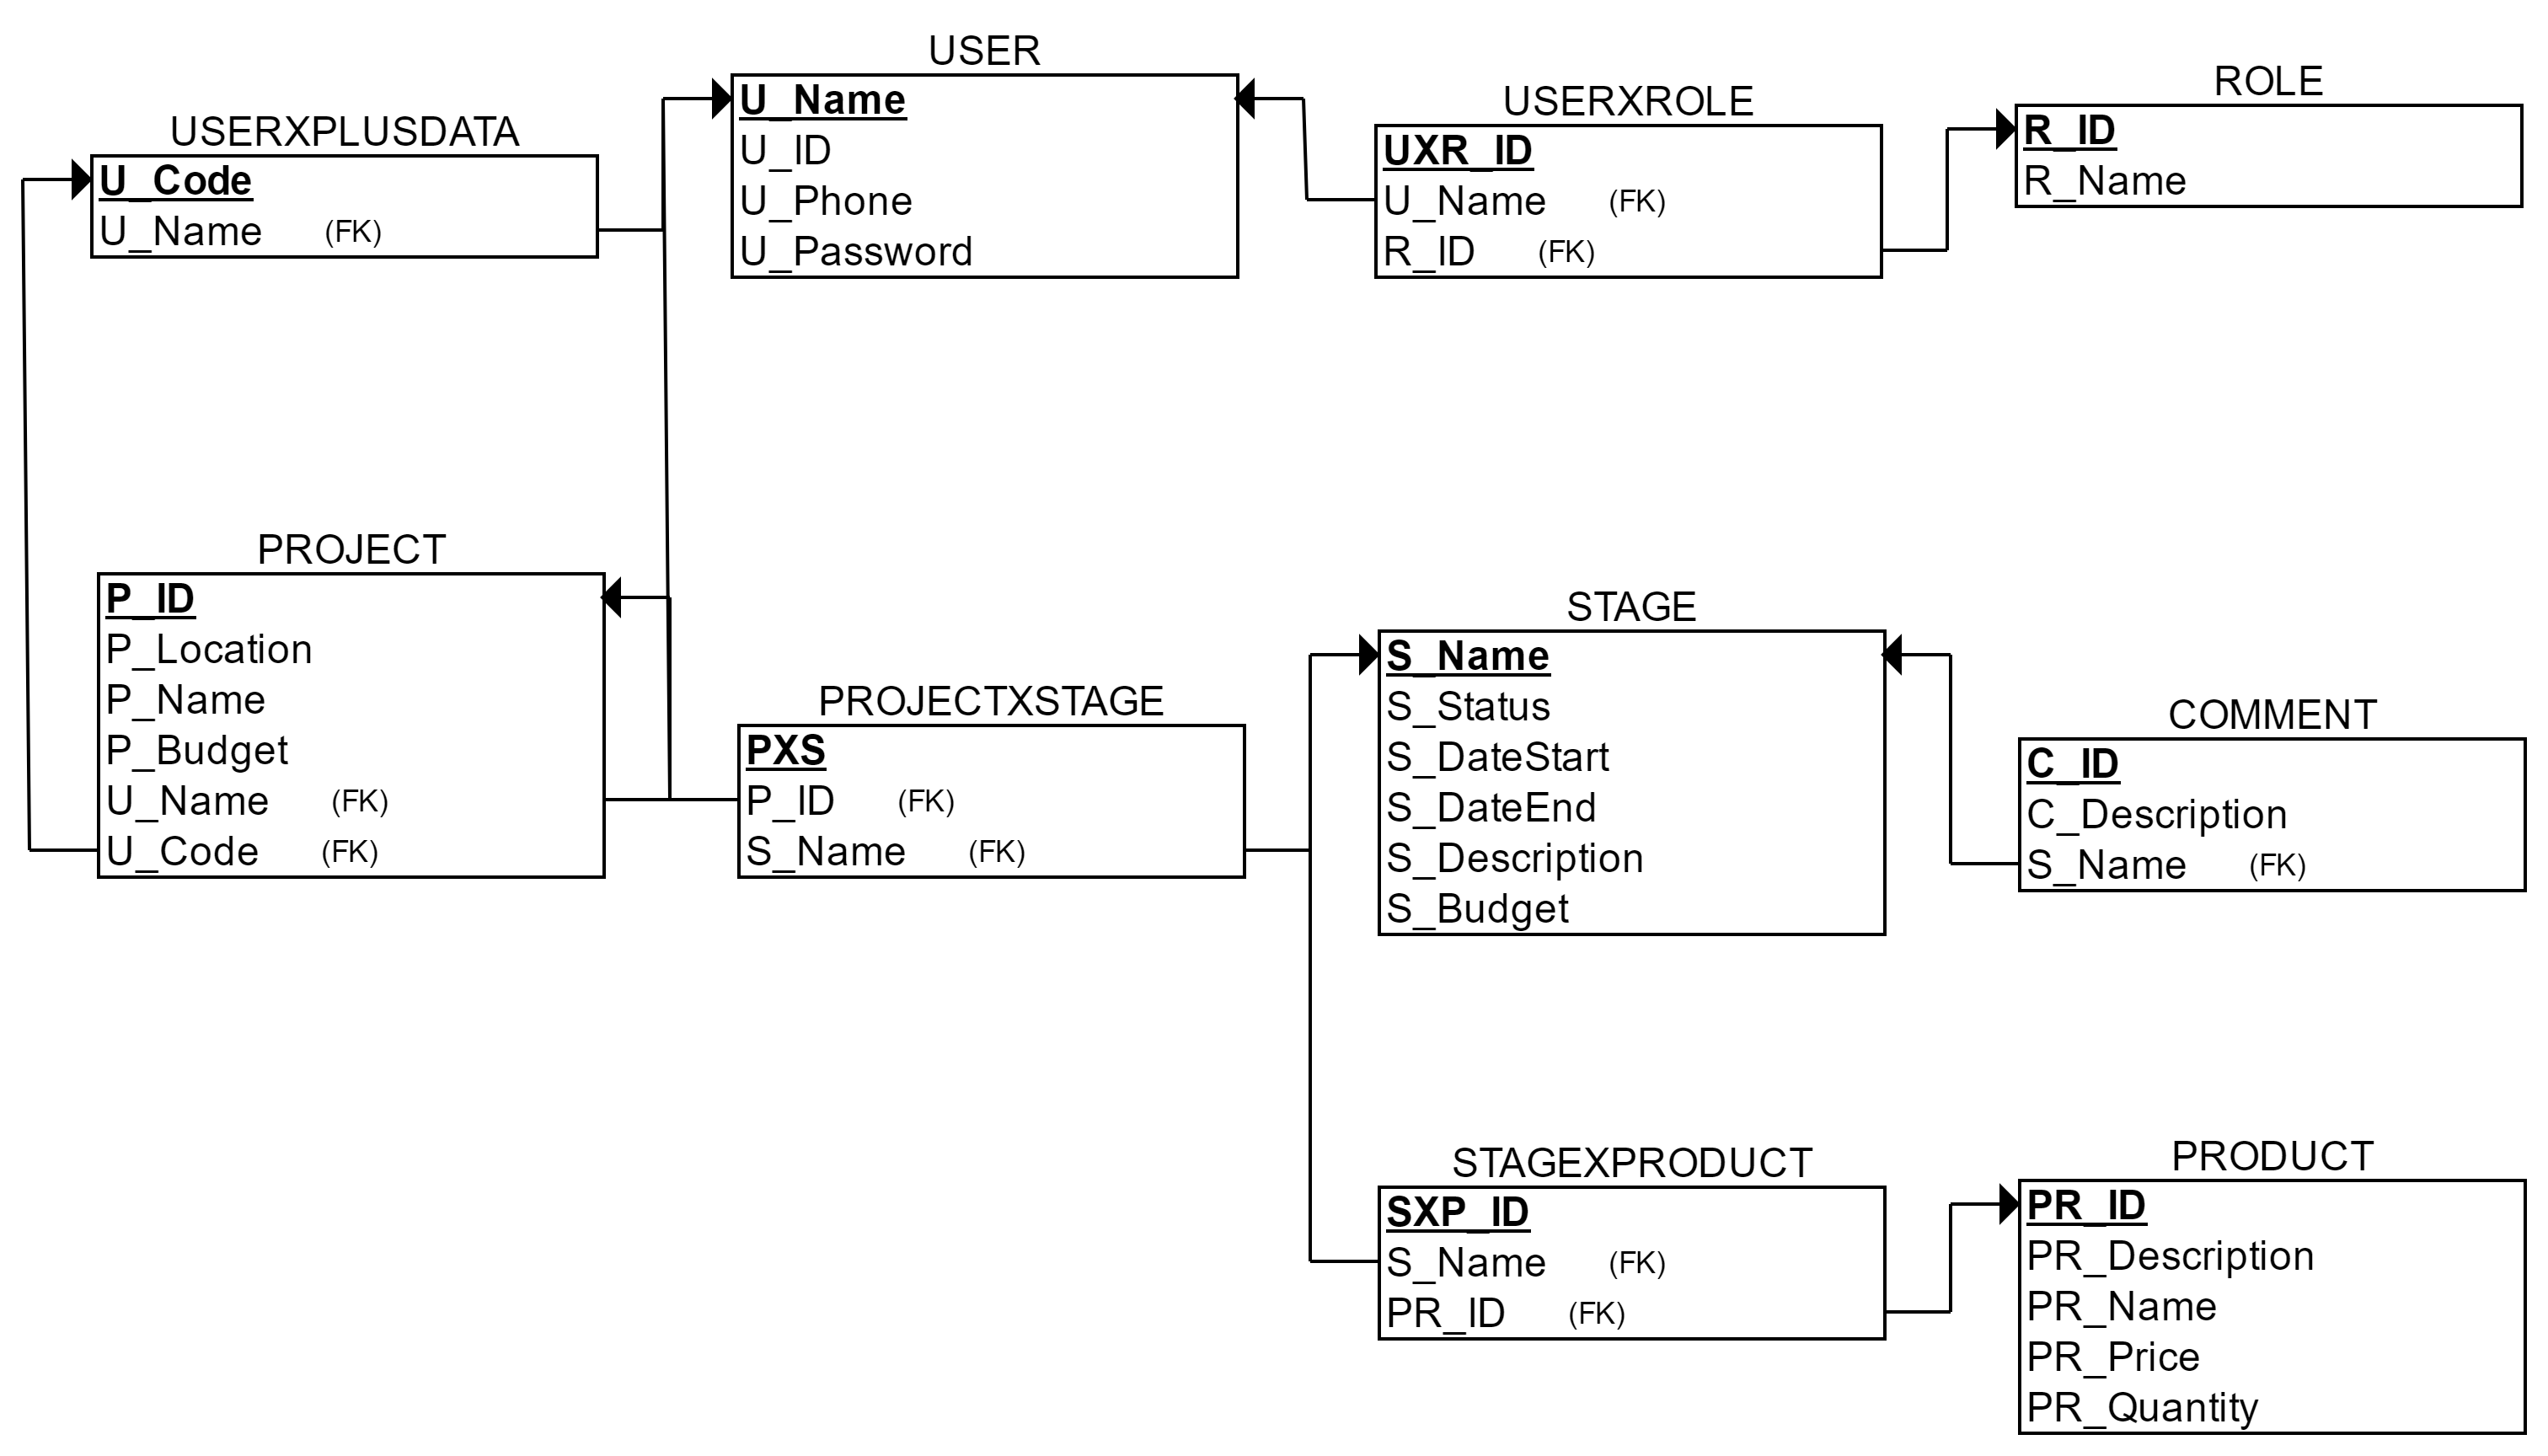 USER
U_Name
U_ID
U_Phone
U_Password
USERXPLUSDATA
U_Code
U_Name (FK)
USERXROLE
UXR_ID
U_Name (FK)
R_ID (FK)
ROLE
R_ID
R_Name
PROJECT
P_ID
P_Location
P_Name
P_Budget
U_Name (FK)
U_Code (FK)
PROJECTXSTAGE
PXS
P_ID (FK)
S_Name (FK)
STAGE
S_Name
S_Status
S_DateStart
S_DateEnd
S_Description
S_Budget
COMMENT
C_ID
C_Description
S_Name (FK)
STAGEXPRODUCT
SXP_ID
S_Name (FK)
PR_ID (FK)
PRODUCT
PR_ID
PR_Description
PR_Name
PR_Price
PR_Quantity